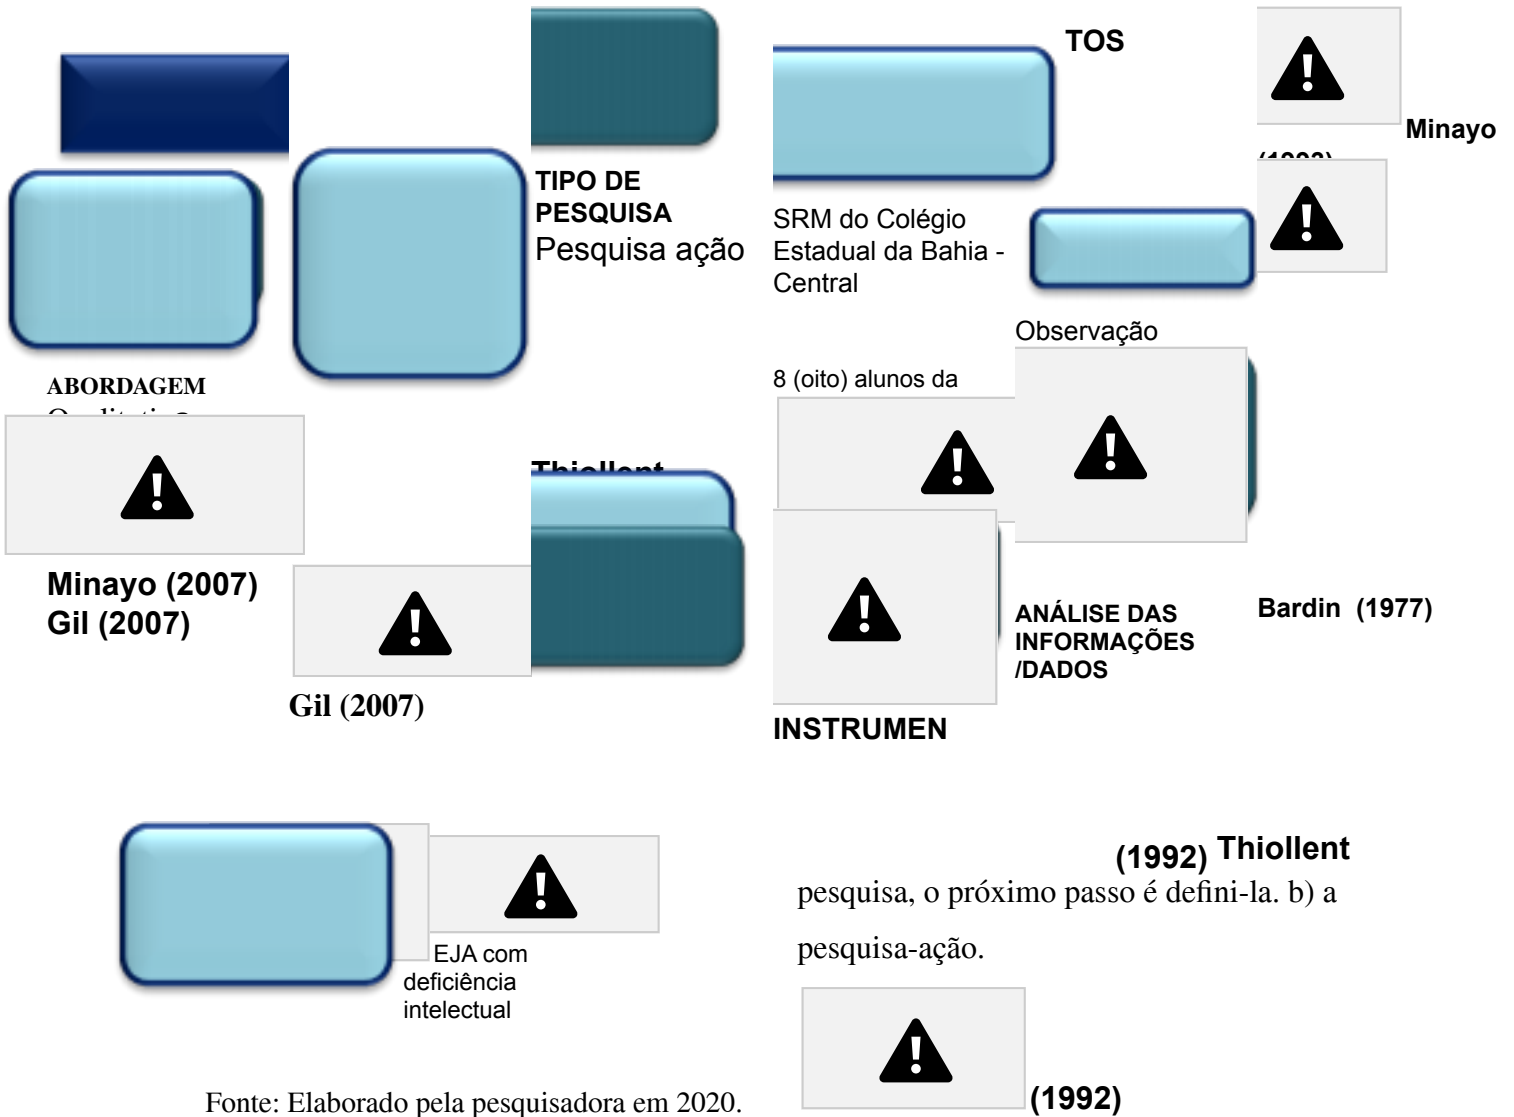 TOS
Minayo
TIPO DE
PESQUISA
Pesquisa ação
SRM do Colégio
Estadual da Bahia -
Central
Observação
8 (oito) alunos da
ABORDAGEM
Thiollent
Minayo (2007)
Gil (2007)
Gil (2007)
ANÁLISE DAS
INFORMAÇÕES
/DADOS
Bardin (1977)
INSTRUMEN
(1992) Thiollent
pesquisa, o próximo passo é defini-la. b) a
pesquisa-ação.
EJA com
deficiência
intelectual
(1992)
Fonte: Elaborado pela pesquisadora em 2020.